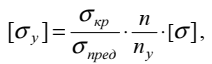 [σ_у] = σ_кр / σ_пред · n / n_у · [σ],